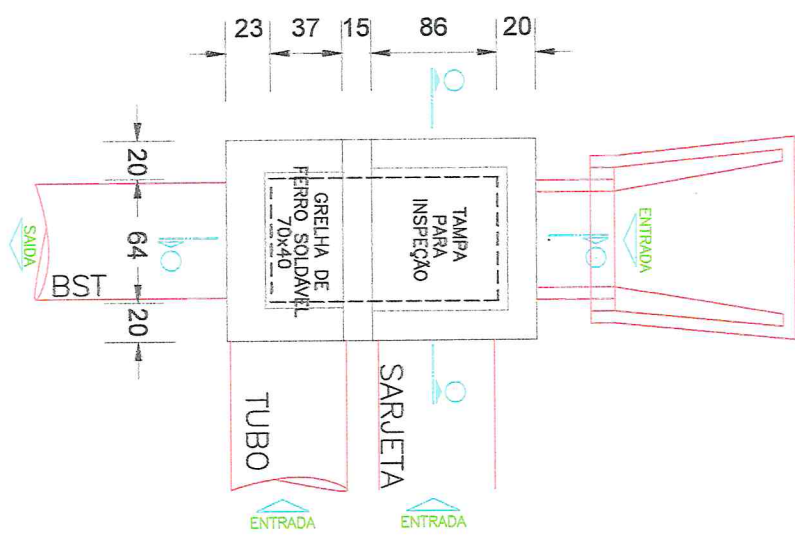 23 37 15 86 20
20
64
20
SAIDA
BST
GRELHA DE
FERRO SOLDÁVEL
70x40
TAMPA
PARA
INSPEÇÃO
ENTRADA
TUBO
SARJETA
ENTRADA
ENTRADA